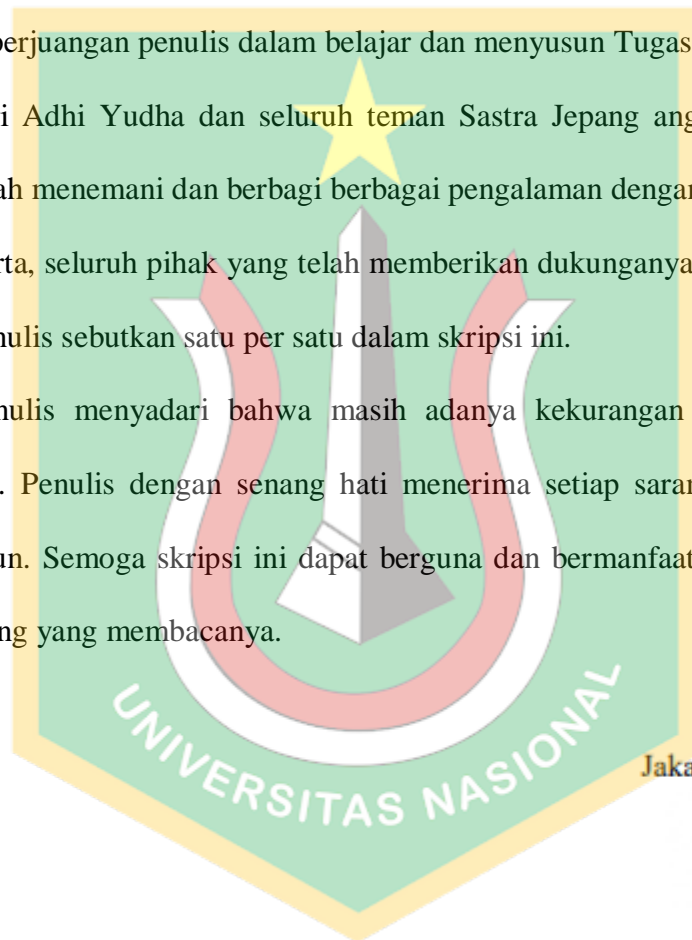 perjuangan penulis dalam belajar dan menyusun Tugas
i Adhi Yudha dan seluruh teman Sastra Jepang ang
ah menemani dan berbagi berbagai pengalaman dengan
rta, seluruh pihak yang telah memberikan dukunganya
nulis sebutkan satu per satu dalam skripsi ini.
nulis menyadari bahwa masih adanya kekurangan
. Penulis dengan senang hati menerima setiap saran
un. Semoga skripsi ini dapat berguna dan bermanfaat
ng yang membacanya.
UNIVERSITAS NASIONAL
Jaka